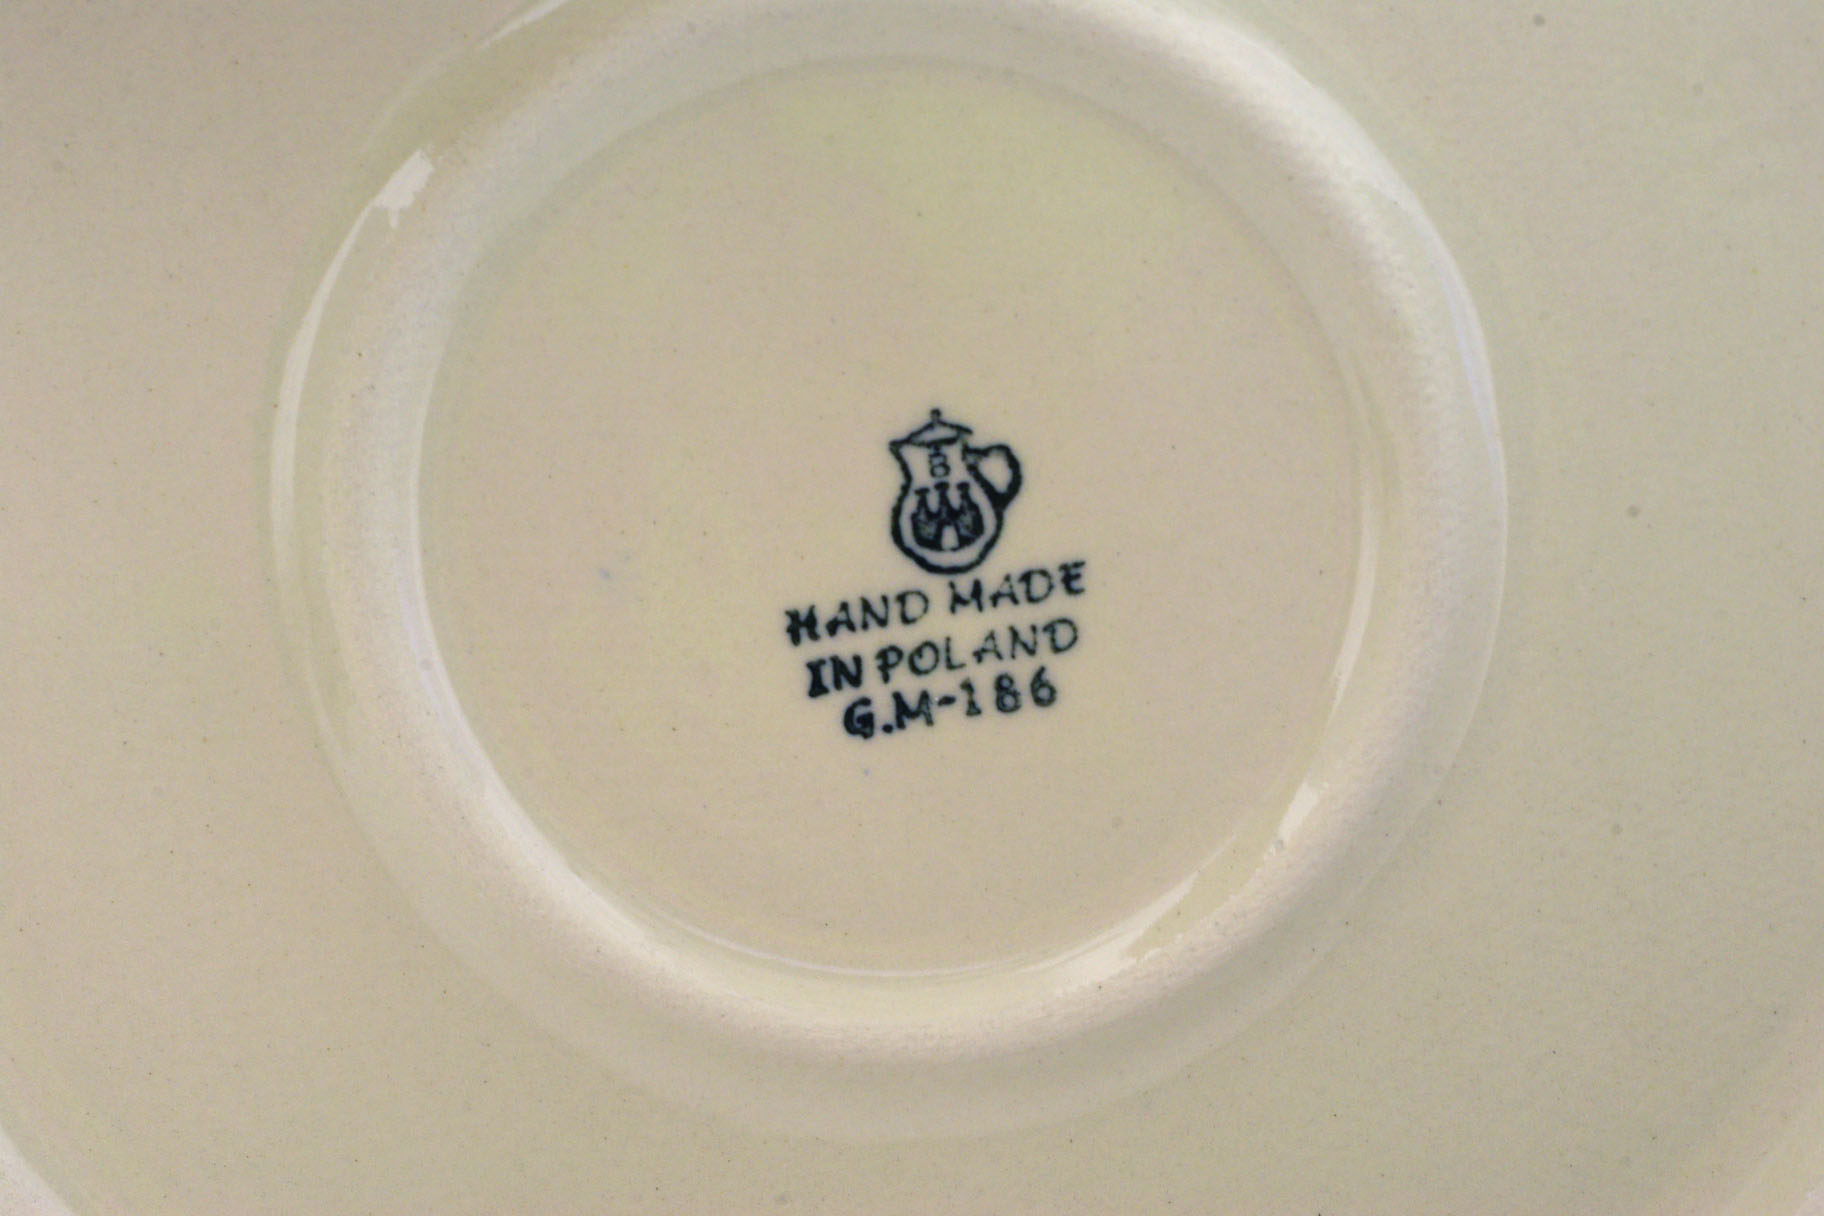 B
HAND MADE
IN POLAND
G.M-186